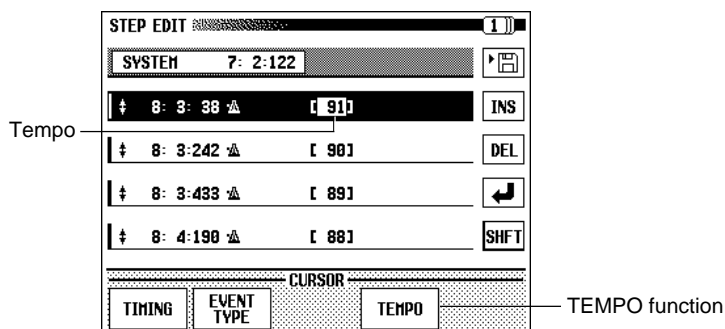 STEP EDIT 1
SYSTEM 7: 2:122
8: 3: 38 [ 91] INS
Tempo
8: 3:242 [ 90] DEL
8: 3:433 [ 89]
8: 4:190 [ 88] SHFT
CURSOR
TIMING EVENT TYPE TEMPO TEMPO function